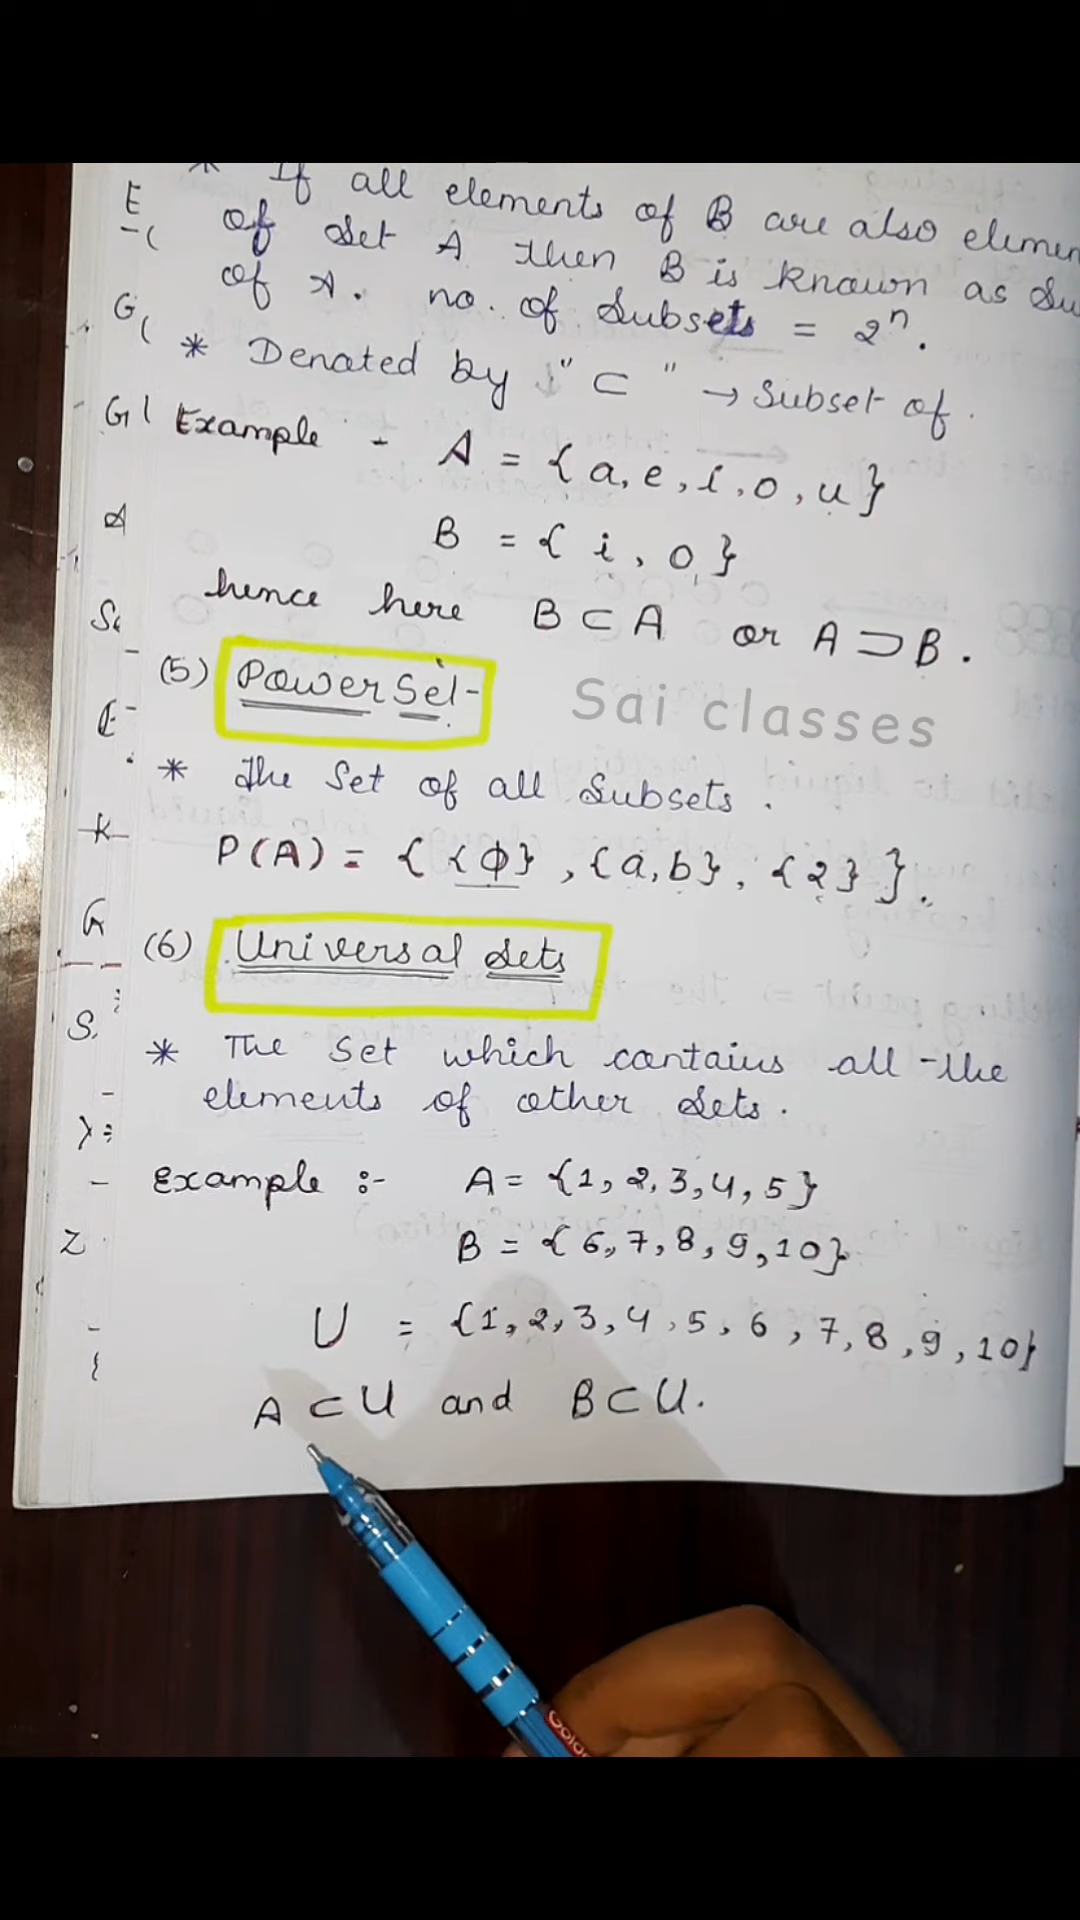 * If all elements of B are also
of set A then B is known as
of A. no. of Subsets = 2ⁿ.
* Denoted by "⊂" → Subset of.
Example - A = {a, e, i, o, u}
B = { i, o }
hence here B ⊂ A or A ⊃ B.
(5) Power Set-
Sai classes
* The Set of all Subsets.
P(A) = { {Φ}, {a,b}, {2} }.
(6) Universal Sets
* The Set which contains all the
elements of other Sets.
Example :- A = {1, 2, 3, 4, 5}
B = {6, 7, 8, 9, 10}
U = {1, 2, 3, 4, 5, 6, 7, 8, 9, 10}
A ⊂ U and B ⊂ U.